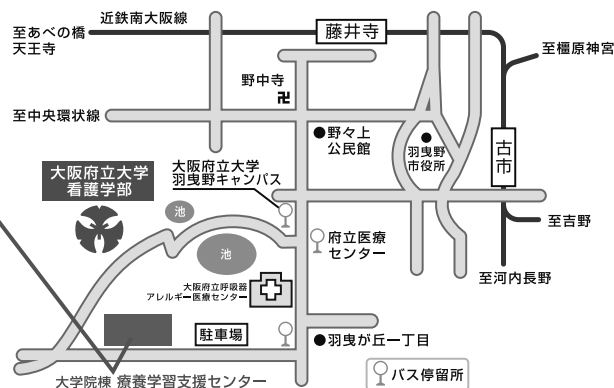 近鉄南大阪線
至あべの橋
天王寺
藤井寺
至橿原神宮
野中寺
卍
至中央環状線
野々上
公民館
羽曳野
市役所
古市
大阪府立大学
看護学部
大阪府立大学
羽曳野キャンパス
池
池
府立医療
センター
至吉野
至河内長野
大阪府立呼吸器
アレルギー医療センター
駐車場
羽曳が丘一丁目
バス停留所
大学院棟 療養学習支援センター